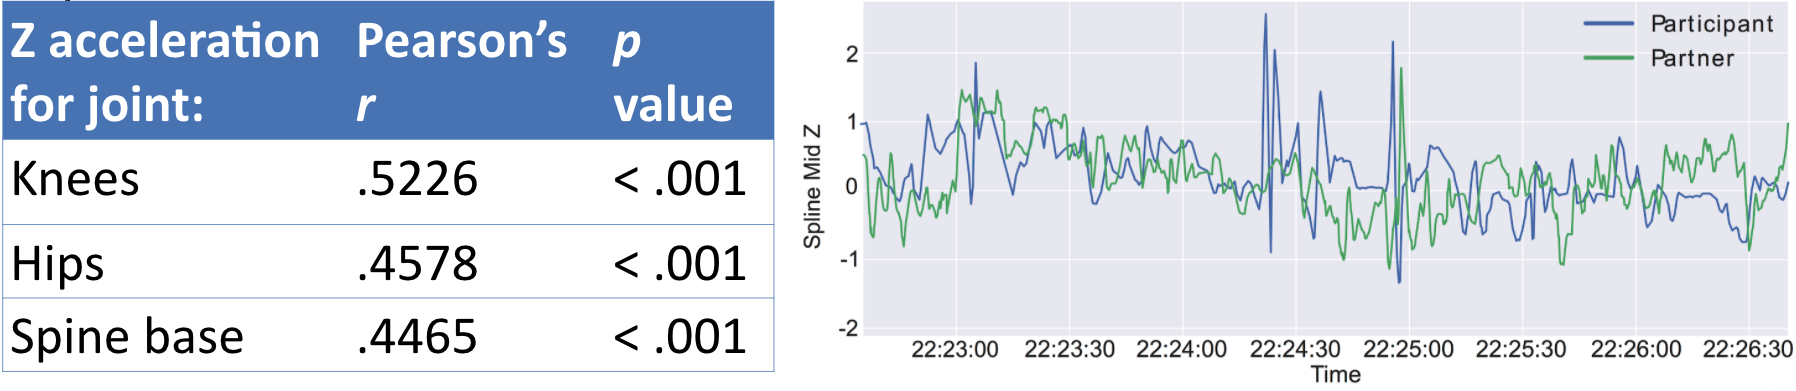 Z acceleration Pearson's p
for joint: r value
Knees .5226 < .001
Hips .4578 < .001
Spine base .4465 < .001
Participant
Partner
Spline Mid Z
2
1
0
-1
-2
22:23:00 22:23:30 22:24:00 22:24:30 22:25:00 22:25:30 22:26:00 22:26:30
Time